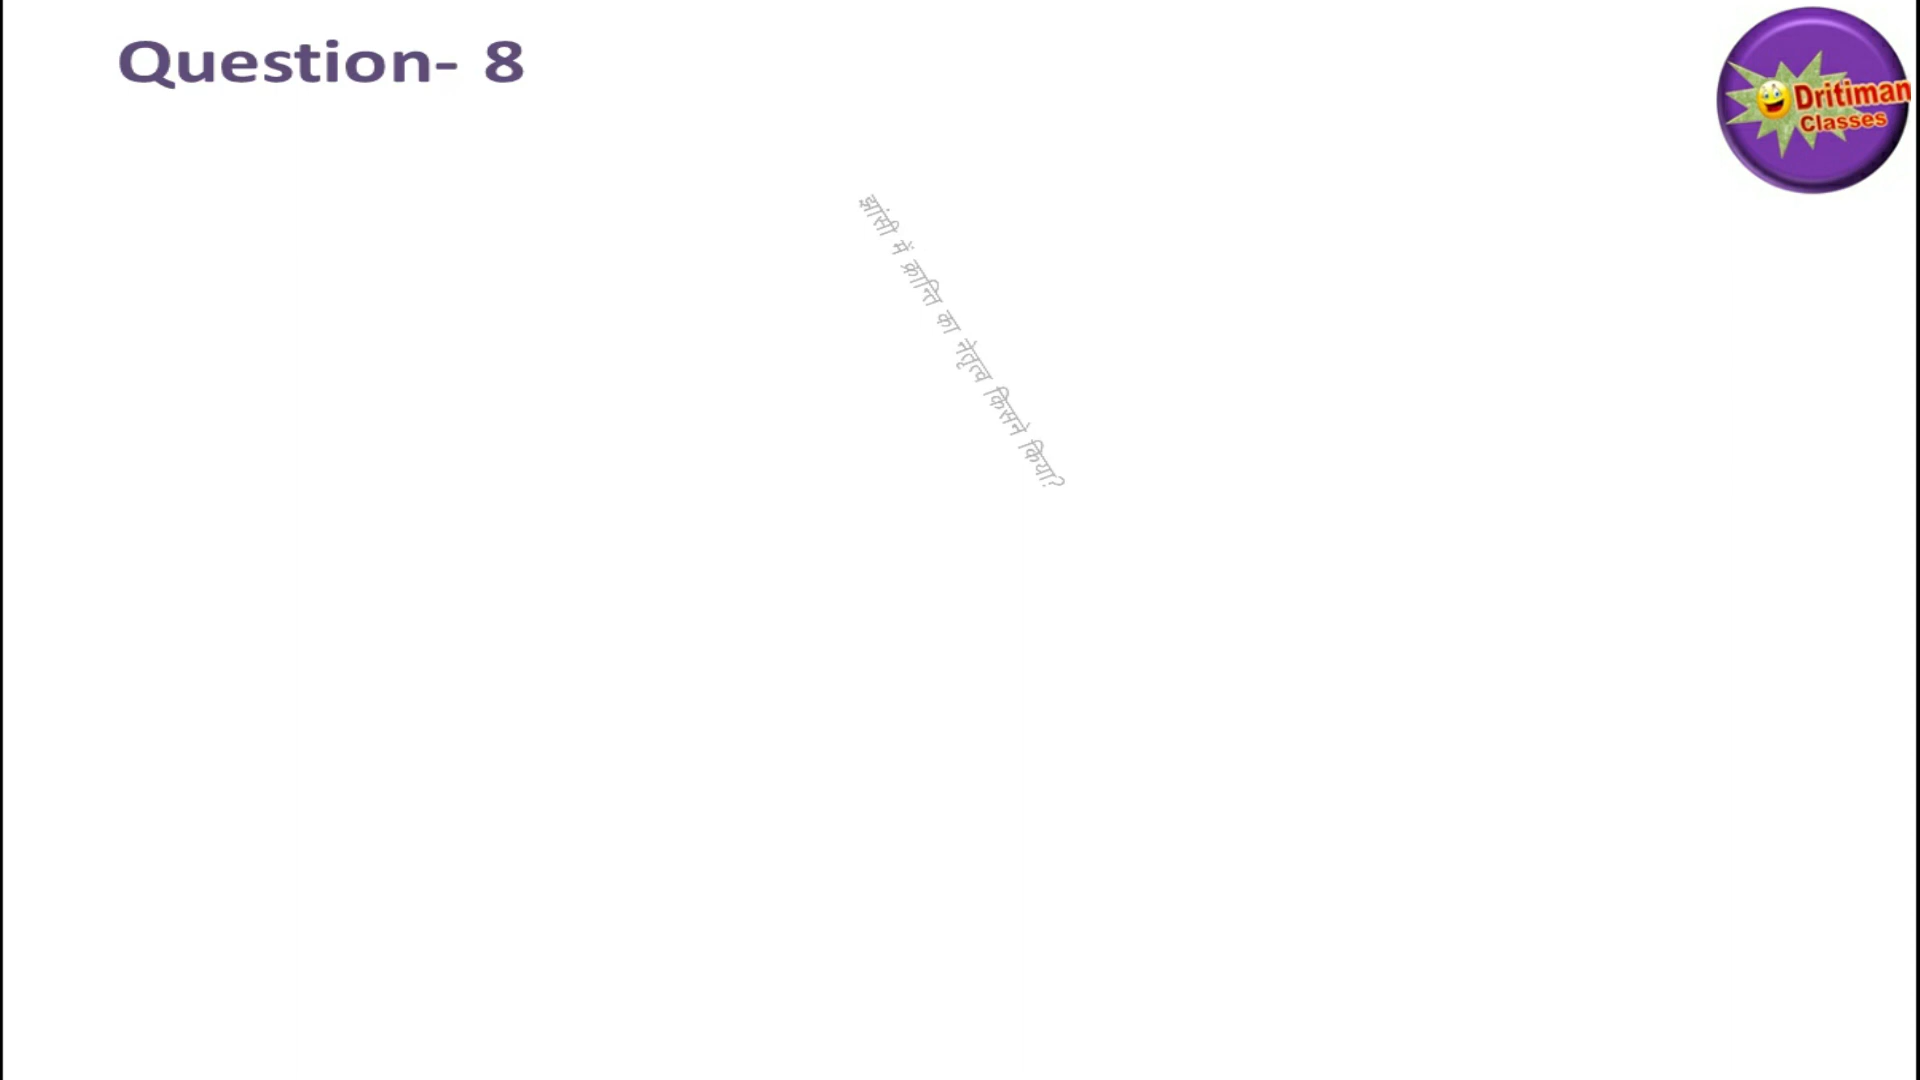 Question- 8
Dritiman
Classes
झांसी में क्रान्ति का नेतृत्व किसने किया?